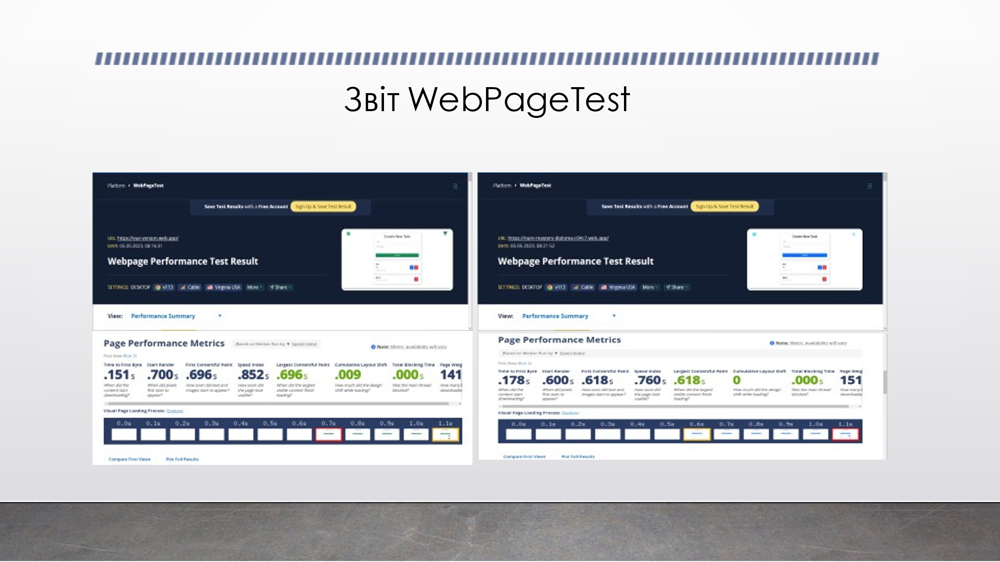 Звіт WebPageTest
Platform › WebPageTest
Save Test Results with a Free Account Sign Up & Save Test Result
URL: https://vue-version.web.app/
DATE: 05.05.2023, 08:16:31
Webpage Performance Test Result
SETTINGS: DESKTOP v113 Cable Virginia USA More Share
View: Performance Summary
Create New Task
Page Performance Metrics (Based on Median Run by: ▼ Speed Index)
Note: Metric availability will vary
First View (Run 3)
Time to First Byte Start Render First Contentful Paint Speed Index Largest Contentful Paint Cumulative Layout Shift Total Blocking Time Page Weig
.151s .700s .696s .852s .696s .009 .000s 141
When did the content start downloading? When did pixels first start to appear? How soon did text and images start to appear? How soon did the page look usable? When did the largest visible content finish loading? How much did the design shift while loading? Was the main thread blocked? How many
Visual Page Loading Process (Explore)
0.0s 0.1s 0.2s 0.3s 0.4s 0.5s 0.6s 0.7s 0.8s 0.9s 1.0s 1.1s
Compare First Views Plot Full Results
Platform › WebPageTest
Save Test Results with a Free Account Sign Up & Save Test Result
URL: https://nure-masters-diploma-c04c7.web.app/
DATE: 05.05.2023, 08:21:52
Webpage Performance Test Result
SETTINGS: DESKTOP v113 Cable Virginia USA More Share
View: Performance Summary
Create New Task
Page Performance Metrics
Note: Metric availability will vary
(Based on Median Run by: ▼ Speed Index)
First View (Run 2)
Time to First Byte Start Render First Contentful Paint Speed Index Largest Contentful Paint Cumulative Layout Shift Total Blocking Time Page Weig
.178s .600s .618s .760s .618s 0 .000s 151
When did the content start downloading? When did pixels first start to appear? How soon did text and images start to appear? How soon did the page look usable? When did the largest visible content finish loading? How much did the design shift while loading? Was the main thread blocked? How many
Visual Page Loading Process (Explore)
0.0s 0.1s 0.2s 0.3s 0.4s 0.5s 0.6s 0.7s 0.8s 0.9s 1.0s 1.1s
Compare First Views Plot Full Results